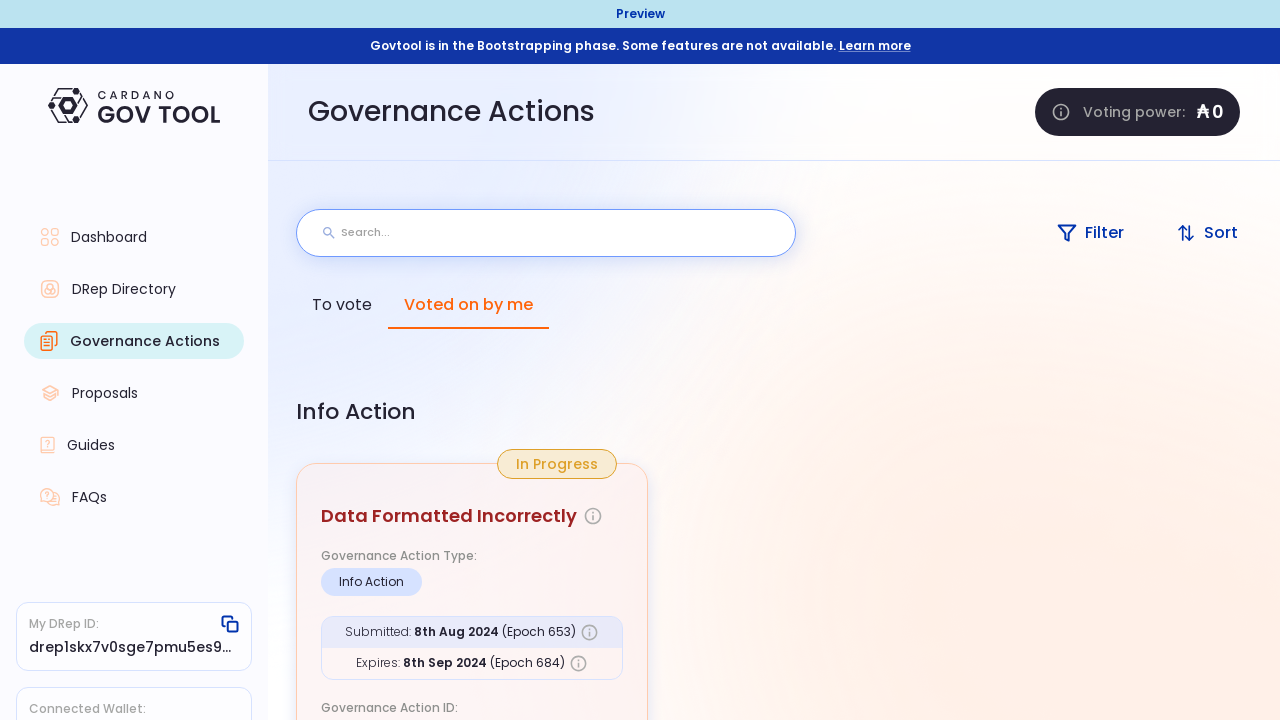 Preview
Govtool is in the Bootstrapping phase. Some features are not available. Learn more
CARDANO
GOV TOOL
Governance Actions
Voting power: ₳0
Dashboard
DRep Directory
Governance Actions
Proposals
Guides
FAQs
My DRep ID:
drep1skx7v0sge7pmu5es9...
Connected Wallet:
Search...
Filter
Sort
To vote
Voted on by me
Info Action
In Progress
Data Formatted Incorrectly
Governance Action Type:
Info Action
Submitted: 8th Aug 2024 (Epoch 653)
Expires: 8th Sep 2024 (Epoch 684)
Governance Action ID: